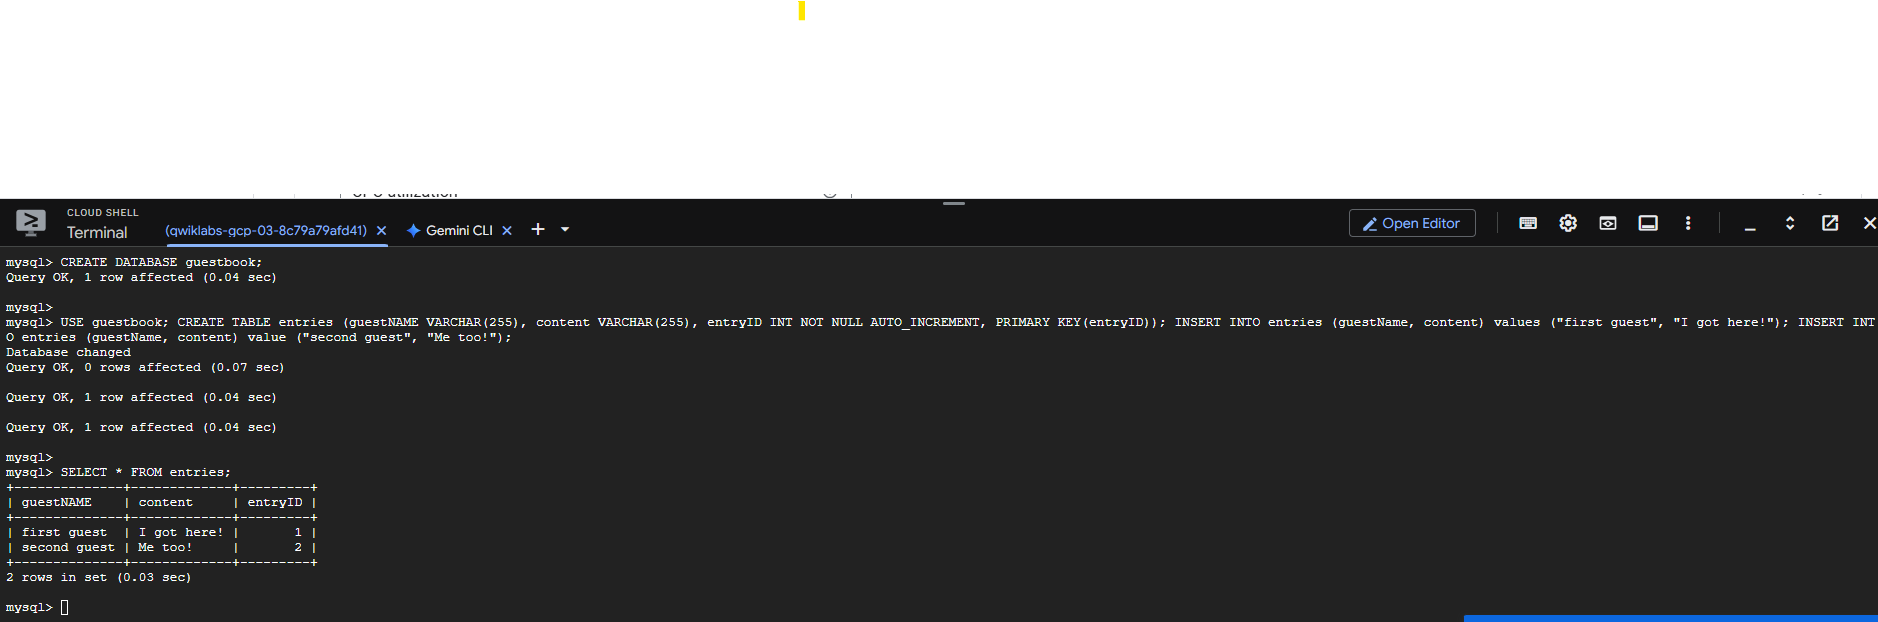 CLOUD SHELL
Terminal
(qwiklabs-gcp-03-8c79a79afd41)
Gemini CLI
Open Editor
mysql> CREATE DATABASE guestbook;
Query OK, 1 row affected (0.04 sec)
mysql>
mysql> USE guestbook; CREATE TABLE entries (guestNAME VARCHAR(255), content VARCHAR(255), entryID INT NOT NULL AUTO_INCREMENT, PRIMARY KEY(entryID)); INSERT INTO entries (guestName, content) values ("first guest", "I got here!"); INSERT INT
O entries (guestName, content) value ("second guest", "Me too!");
Database changed
Query OK, 0 rows affected (0.07 sec)
Query OK, 1 row affected (0.04 sec)
Query OK, 1 row affected (0.04 sec)
mysql>
mysql> SELECT * FROM entries;
+--------------+-------------+---------+
| guestNAME    | content     | entryID |
+--------------+-------------+---------+
| first guest  | I got here! |       1 |
| second guest | Me too!     |       2 |
+--------------+-------------+---------+
2 rows in set (0.03 sec)
mysql>